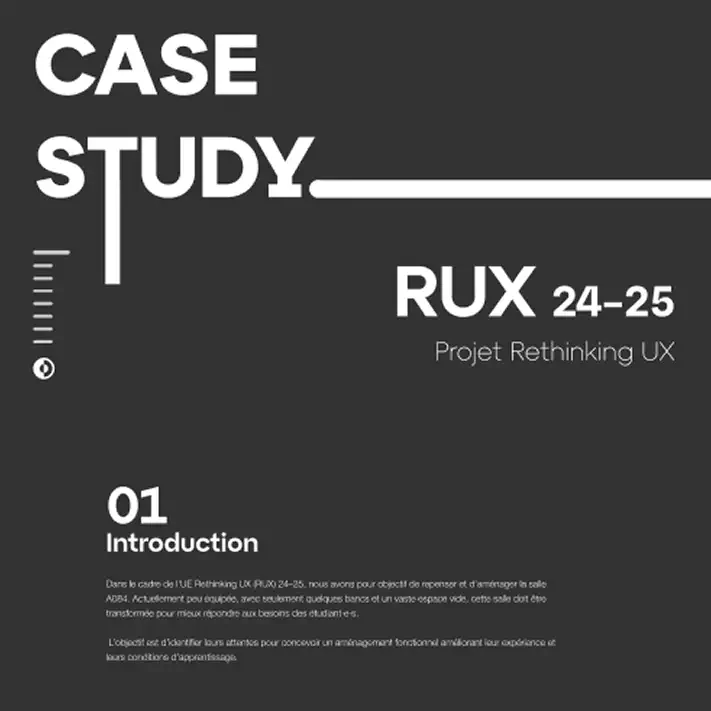 CASE
STUDY
RUX 24-25
Projet Rethinking UX
01
Introduction
Dans le cadre de l'UE Rethinking UX (RUX) 24-25, nous avons pour objectif de repenser et d'aménager la salle
A084. Actuellement peu équipée, avec seulement quelques bancs et un vaste espace vide, cette salle doit être
transformée pour mieux répondre aux besoins des étudiant·e·s.
L'objectif est d'identifier leurs attentes pour concevoir un aménagement fonctionnel améliorant leur expérience et
leurs conditions d'apprentissage.